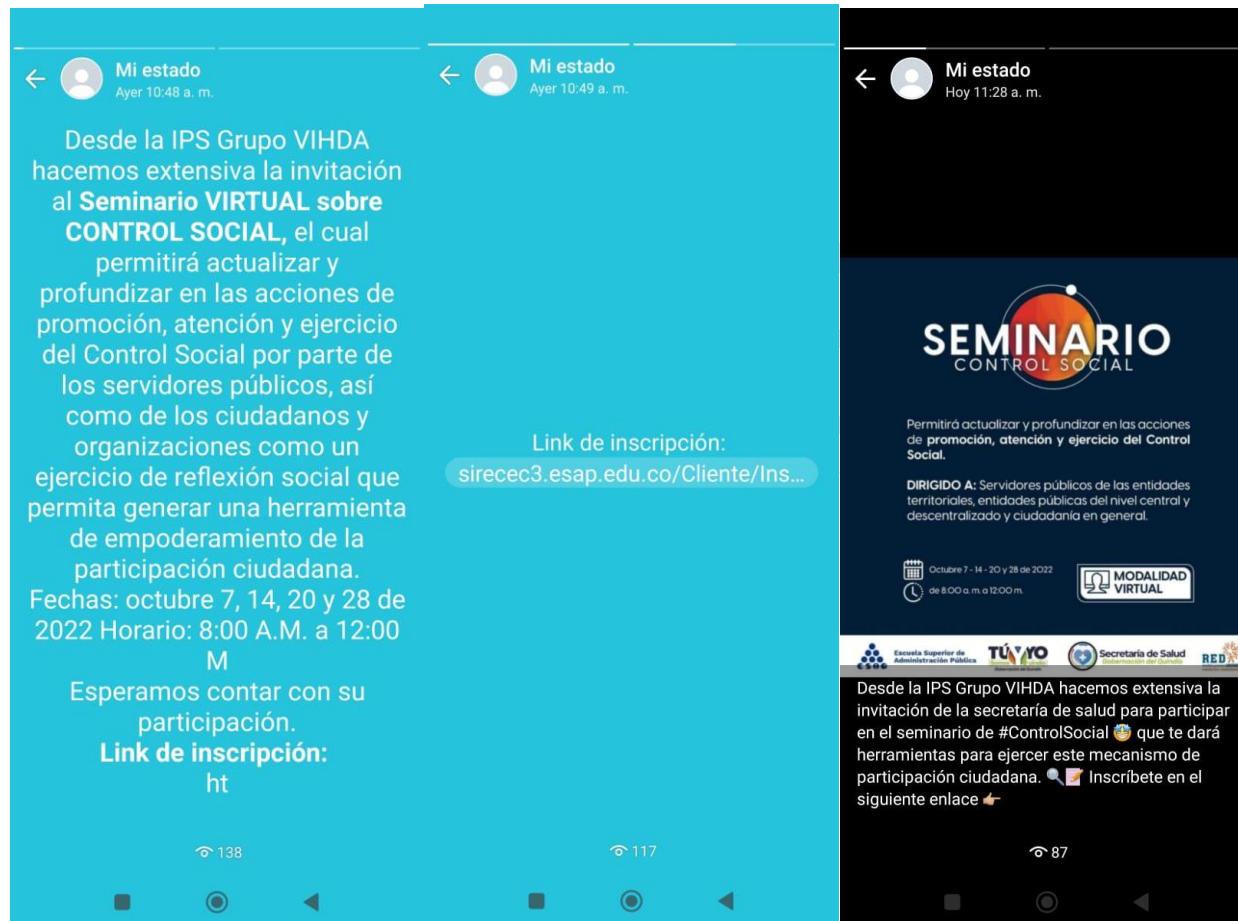 Mi estado
Ayer 10:48 a. m.
Desde la IPS Grupo VIHDA
hacemos extensiva la invitación
al Seminario VIRTUAL sobre
CONTROL SOCIAL, el cual
permitirá actualizar y
profundizar en las acciones de
promoción, atención y ejercicio
del Control Social por parte de
los servidores públicos, así
como de los ciudadanos y
organizaciones como un
ejercicio de reflexión social que
permita generar una herramienta
de empoderamiento de la
participación ciudadana.
Fechas: octubre 7, 14, 20 y 28 de
2022 Horario: 8:00 A.M. a 12:00
M
Esperamos contar con su
participación.
Link de inscripción:
ht
138
Mi estado
Ayer 10:49 a. m.
Link de inscripción:
sirecec3.esap.edu.co/Cliente/Ins...
117
Mi estado
Hoy 11:28 a. m.
SEMINARIO
CONTROL SOCIAL
Permitirá actualizar y profundizar en las acciones
de promoción, atención y ejercicio del Control
Social.
DIRIGIDO A: Servidores públicos de las entidades
territoriales, entidades públicas del nivel central y
descentralizado y ciudadanía en general.
Octubre 7 - 14 - 20 y 28 de 2022
de 8:00 a.m. a 12:00 m.
MODALIDAD
VIRTUAL
Escuela Superior de
Administración Pública
TÚ Y YO
Secretaría de Salud
Gobernación del Quindío
RED
Desde la IPS Grupo VIHDA hacemos extensiva la
invitación de la secretaría de salud para participar
en el seminario de #ControlSocial 🤠 que te dará
herramientas para ejercer este mecanismo de
participación ciudadana. 🔍📝 Inscríbete en el
siguiente enlace 👉🏼
87